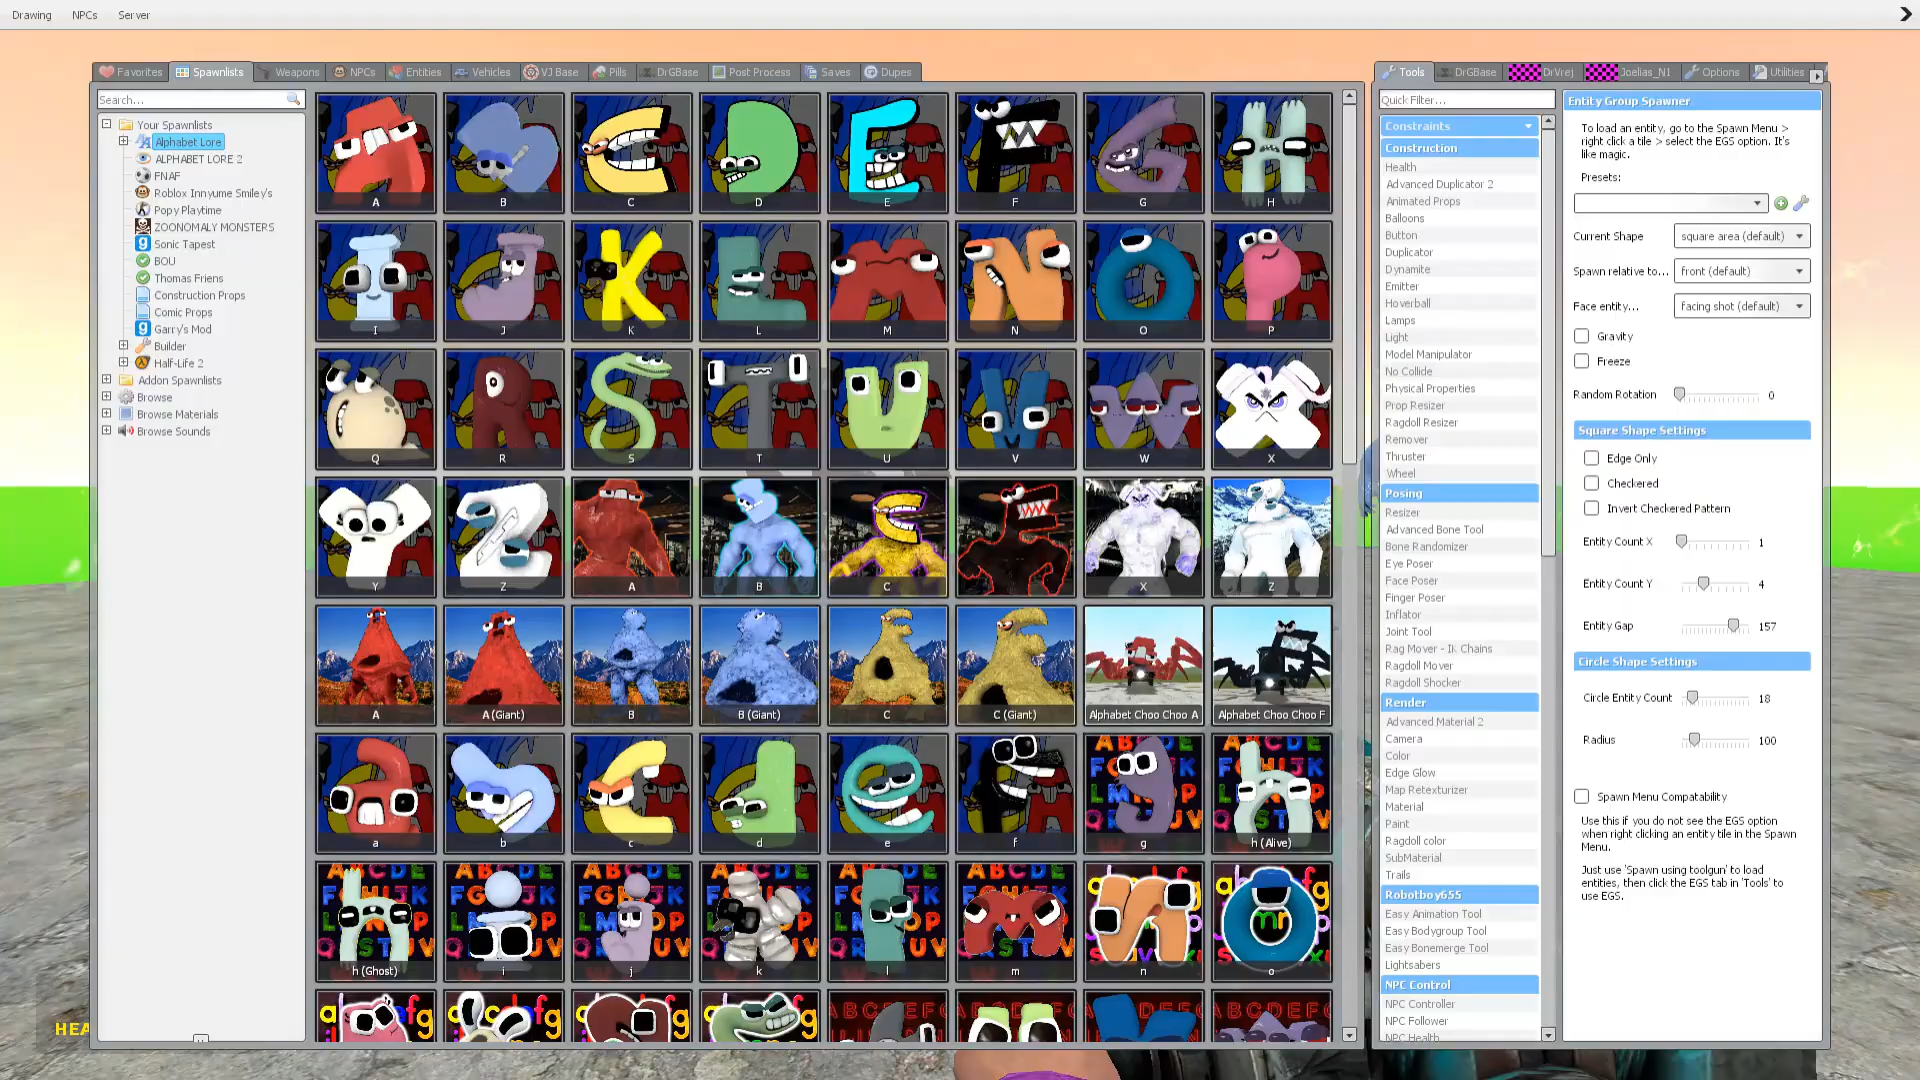 Drawing NPCs Server
Favorites Spawnlists Weapons NPCs Entities Vehicles VJ Base Pills DrGBase Post Process Saves Dupes
Search...
Your Spawnlists
Alphabet Lore
ALPHABET LORE 2
FNAF
Roblox Innyume Smiley's
Popy Playtime
ZOONOMALY MONSTERS
Sonic Tapest
BOU
Thomas Friens
Construction Props
Comic Props
Garry's Mod
Builder
Half-Life 2
Addon Spawnlists
Browse
Browse Materials
Browse Sounds
A B C D E F G H
I J K L M N O P
Q R S T U V W X
Y Z A B C X Z
A A (Giant) B B (Giant) C C (Giant) Alphabet Choo Choo A Alphabet Choo Choo F
a b c d e f g h (Alive)
h (Ghost) i j k l m n o
HEA
Tools DrGBase DrVrej Joelias_N1 Options Utilities
Quick Filter...
Constraints
Construction
Health
Advanced Duplicator 2
Animated Props
Balloons
Button
Duplicator
Dynamite
Emitter
Hoverball
Lamps
Light
Model Manipulator
No Collide
Physical Properties
Prop Resizer
Ragdoll Resizer
Remover
Thruster
Wheel
Posing
Resizer
Advanced Bone Tool
Bone Randomizer
Eye Poser
Face Poser
Finger Poser
Inflator
Joint Tool
Rag Mover - Ik Chains
Ragdoll Mover
Ragdoll Shocker
Render
Advanced Material 2
Camera
Color
Edge Glow
Map Retexturizer
Material
Paint
Ragdoll color
SubMaterial
Trails
Robotboy655
Easy Animation Tool
Easy Bodygroup Tool
Easy Bonemerge Tool
Lightsabers
NPC Control
NPC Controller
NPC Follower
NPC Health
Entity Group Spawner
To load an entity, go to the Spawn Menu >
right click a tile > select the EGS option. It's
like magic.
Presets:
Current Shape square area (default)
Spawn relative to... front (default)
Face entity... facing shot (default)
Gravity
Freeze
Random Rotation 0
Square Shape Settings
Edge Only
Checkered
Invert Checkered Pattern
Entity Count X 1
Entity Count Y 4
Entity Gap 157
Circle Shape Settings
Circle Entity Count 18
Radius 100
Spawn Menu Compatability
Use this if you do not see the EGS option
when right clicking an entity tile in the Spawn
Menu.
Just use 'Spawn using toolgun' to load
entities, then click the EGS tab in 'Tools' to
use EGS.